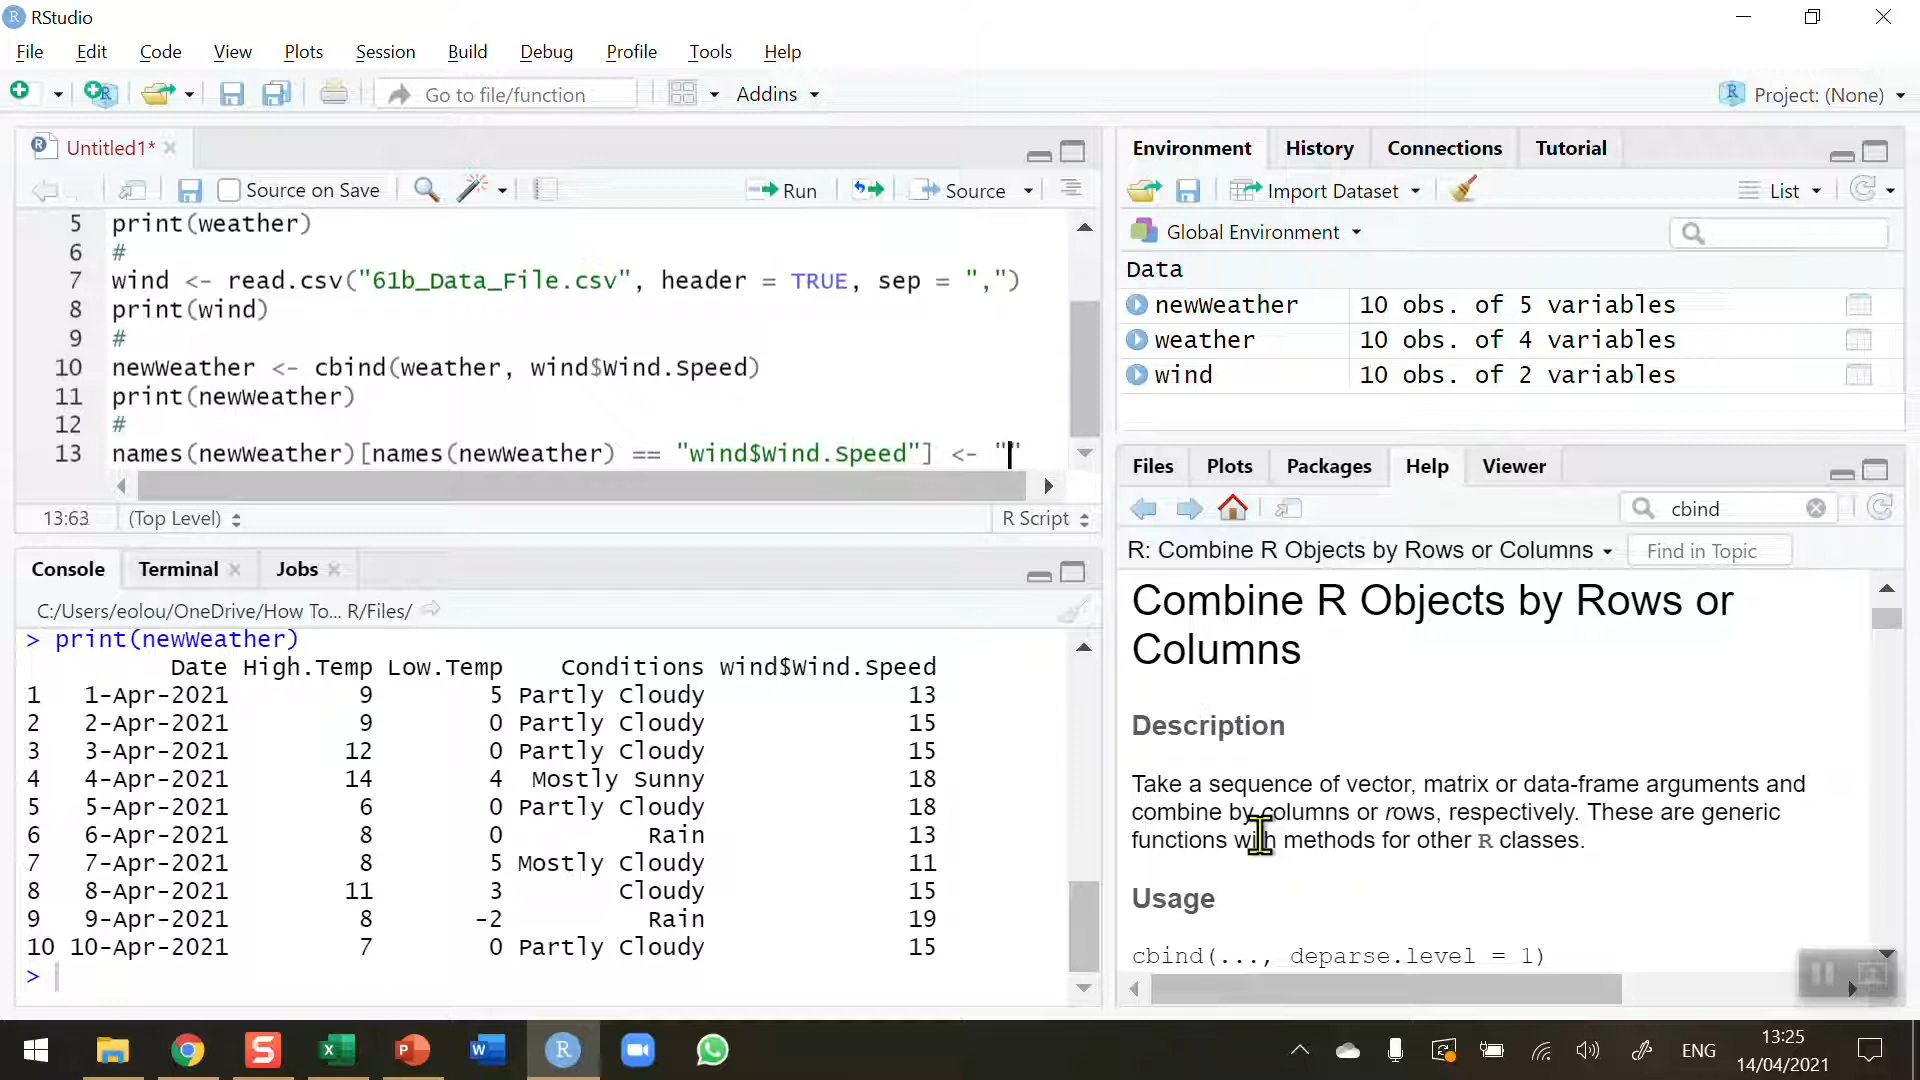 RStudio
File Edit Code View Plots Session Build Debug Profile Tools Help
Go to file/function Addins Project: (None)
Untitled1*
Source on Save Run Source
5 print(weather)
6 #
7 wind <- read.csv("61b_Data_File.csv", header = TRUE, sep = ",")
8 print(wind)
9 #
10 newWeather <- cbind(weather, wind$Wind.Speed)
11 print(newWeather)
12 #
13 names(newWeather)[names(newWeather) == "wind$Wind.Speed"] <- ""
13:63 (Top Level) R Script
Console Terminal Jobs
C:/Users/eolou/OneDrive/How To... R/Files/
> print(newWeather)
Date High.Temp Low.Temp Conditions wind$Wind.Speed
1 1-Apr-2021 9 5 Partly Cloudy 13
2 2-Apr-2021 9 0 Partly Cloudy 15
3 3-Apr-2021 12 0 Partly Cloudy 15
4 4-Apr-2021 14 4 Mostly Sunny 18
5 5-Apr-2021 6 0 Partly Cloudy 18
6 6-Apr-2021 8 0 Rain 13
7 7-Apr-2021 8 5 Mostly Cloudy 11
8 8-Apr-2021 11 3 Cloudy 15
9 9-Apr-2021 8 -2 Rain 19
10 10-Apr-2021 7 0 Partly Cloudy 15
>
Environment History Connections Tutorial
Import Dataset List
Global Environment
Data
newWeather 10 obs. of 5 variables
weather 10 obs. of 4 variables
wind 10 obs. of 2 variables
Files Plots Packages Help Viewer
cbind
R: Combine R Objects by Rows or Columns Find in Topic
Combine R Objects by Rows or
Columns
Description
Take a sequence of vector, matrix or data-frame arguments and
combine by columns or rows, respectively. These are generic
functions with methods for other R classes.
Usage
cbind(..., deparse.level = 1)
ENG 13:25
14/04/2021